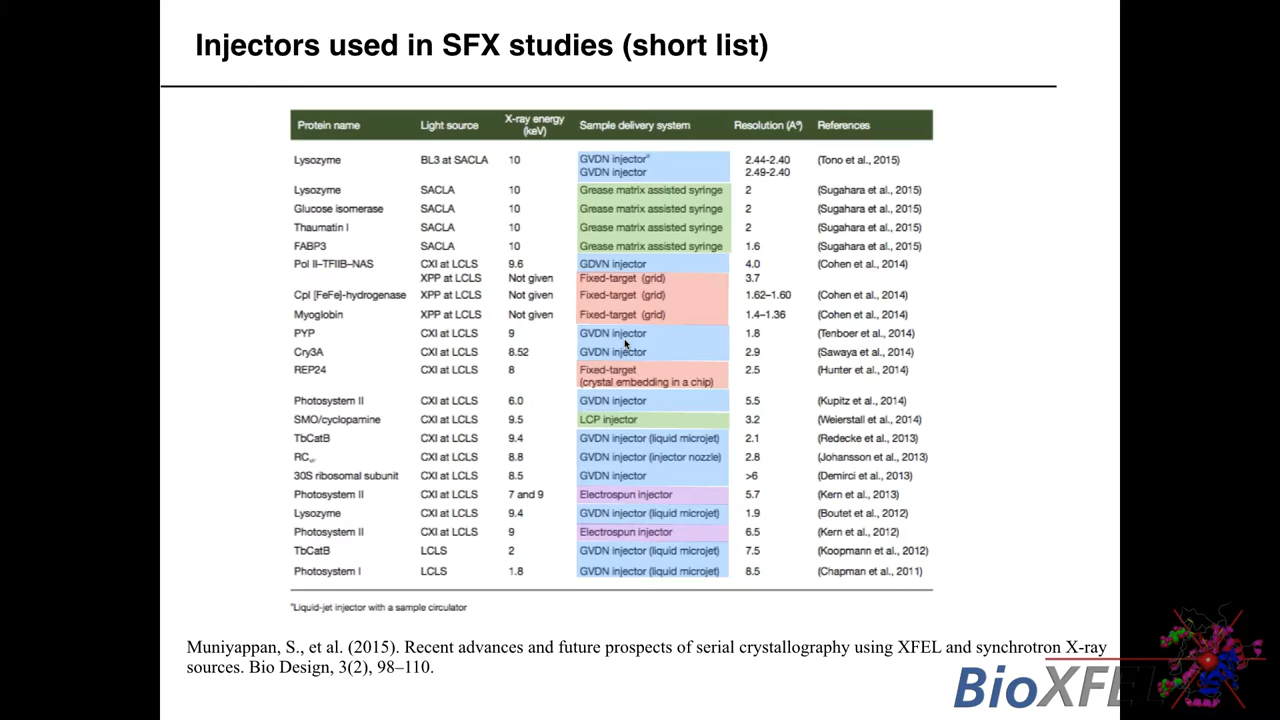 Injectors used in SFX studies (short list)
Protein name Light source X-ray energy (keV) Sample delivery system Resolution (A°) References
Lysozyme BL3 at SACLA 10 GVDN injectorª 2.44-2.40 (Tono et al., 2015)
GVDN injector 2.49-2.40
Lysozyme SACLA 10 Grease matrix assisted syringe 2 (Sugahara et al., 2015)
Glucose isomerase SACLA 10 Grease matrix assisted syringe 2 (Sugahara et al., 2015)
Thaumatin I SACLA 10 Grease matrix assisted syringe 2 (Sugahara et al., 2015)
FABP3 SACLA 10 Grease matrix assisted syringe 1.6 (Sugahara et al., 2015)
Pol II–TFIIB–NAS CXI at LCLS 9.6 GDVN injector 4.0 (Cohen et al., 2014)
XPP at LCLS Not given Fixed-target (grid) 3.7
CpI [FeFe]-hydrogenase XPP at LCLS Not given Fixed-target (grid) 1.62–1.60 (Cohen et al., 2014)
Myoglobin XPP at LCLS Not given Fixed-target (grid) 1.4–1.36 (Cohen et al., 2014)
PYP CXI at LCLS 9 GVDN injector 1.8 (Tenboer et al., 2014)
Cry3A CXI at LCLS 8.52 GVDN injector 2.9 (Sawaya et al., 2014)
REP24 CXI at LCLS 8 Fixed-target 2.5 (Hunter et al., 2014)
(crystal embedding in a chip)
Photosystem II CXI at LCLS 6.0 GVDN injector 5.5 (Kupitz et al., 2014)
SMO/cyclopamine CXI at LCLS 9.5 LCP injector 3.2 (Weierstall et al., 2014)
TbCatB CXI at LCLS 9.4 GVDN injector (liquid microjet) 2.1 (Redecke et al., 2013)
RC CXI at LCLS 8.8 GVDN injector (injector nozzle) 2.8 (Johansson et al., 2013)
30S ribosomal subunit CXI at LCLS 8.5 GVDN injector >6 (Demirci et al., 2013)
Photosystem II CXI at LCLS 7 and 9 Electrospun injector 5.7 (Kern et al., 2013)
Lysozyme CXI at LCLS 9.4 GVDN injector (liquid microjet) 1.9 (Boutet et al., 2012)
Photosystem II CXI at LCLS 9 Electrospun injector 6.5 (Kern et al., 2012)
TbCatB LCLS 2 GVDN injector (liquid microjet) 7.5 (Koopmann et al., 2012)
Photosystem I LCLS 1.8 GVDN injector (liquid microjet) 8.5 (Chapman et al., 2011)
ªLiquid-jet injector with a sample circulator
Muniyappan, S., et al. (2015). Recent advances and future prospects of serial crystallography using XFEL and synchrotron X-ray
sources. Bio Design, 3(2), 98–110.
BioXFEL